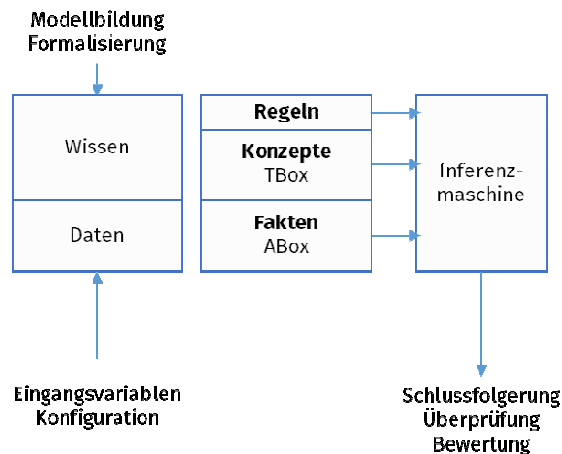 Modellbildung
Formalisierung
Wissen
Daten
Regeln
Konzepte
TBox
Fakten
ABox
Inferenz-
maschine
Eingangsvariablen
Konfiguration
Schlussfolgerung
Überprüfung
Bewertung